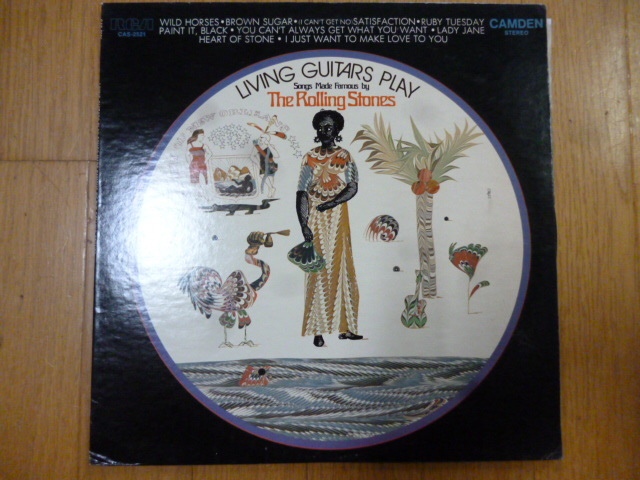 RCA
CAS-2521
WILD HORSES • BROWN SUGAR • (I CAN'T GET NO) SATISFACTION • RUBY TUESDAY
PAINT IT, BLACK • YOU CAN'T ALWAYS GET WHAT YOU WANT • LADY JANE
HEART OF STONE • I JUST WANT TO MAKE LOVE TO YOU
CAMDEN
STEREO
LIVING GUITARS PLAY
Songs Made Famous by
The Rolling Stones